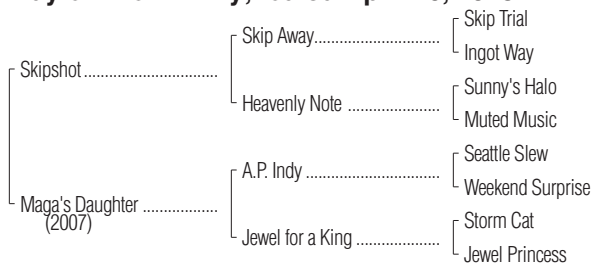 Skip Trial
Skip Away
Ingot Way
Skipshot
Sunny's Halo
Heavenly Note
Muted Music
Seattle Slew
A.P. Indy
Weekend Surprise
Maga's Daughter
(2007)
Storm Cat
Jewel for a King
Jewel Princess